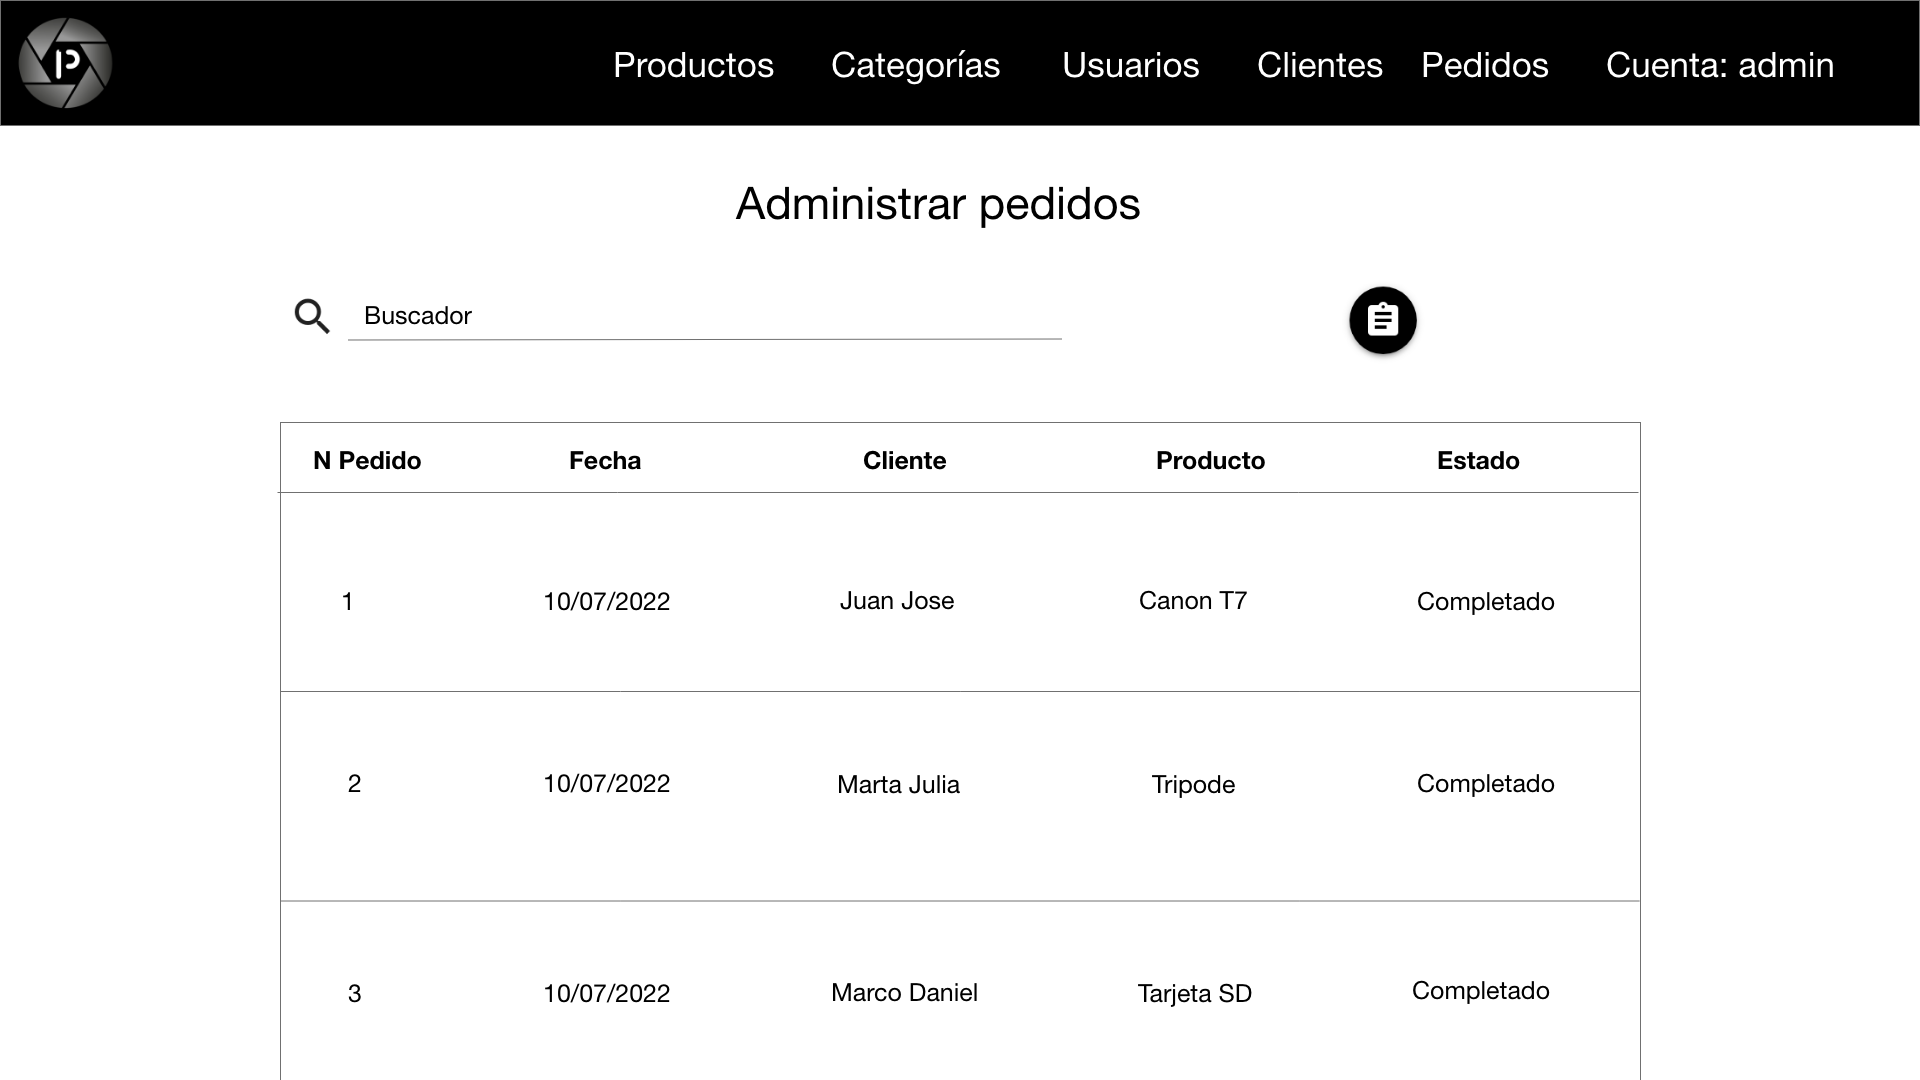 P
Productos Categorías Usuarios Clientes Pedidos Cuenta: admin
Administrar pedidos
Buscador
N Pedido Fecha Cliente Producto Estado
1 10/07/2022 Juan Jose Canon T7 Completado
2 10/07/2022 Marta Julia Tripode Completado
3 10/07/2022 Marco Daniel Tarjeta SD Completado